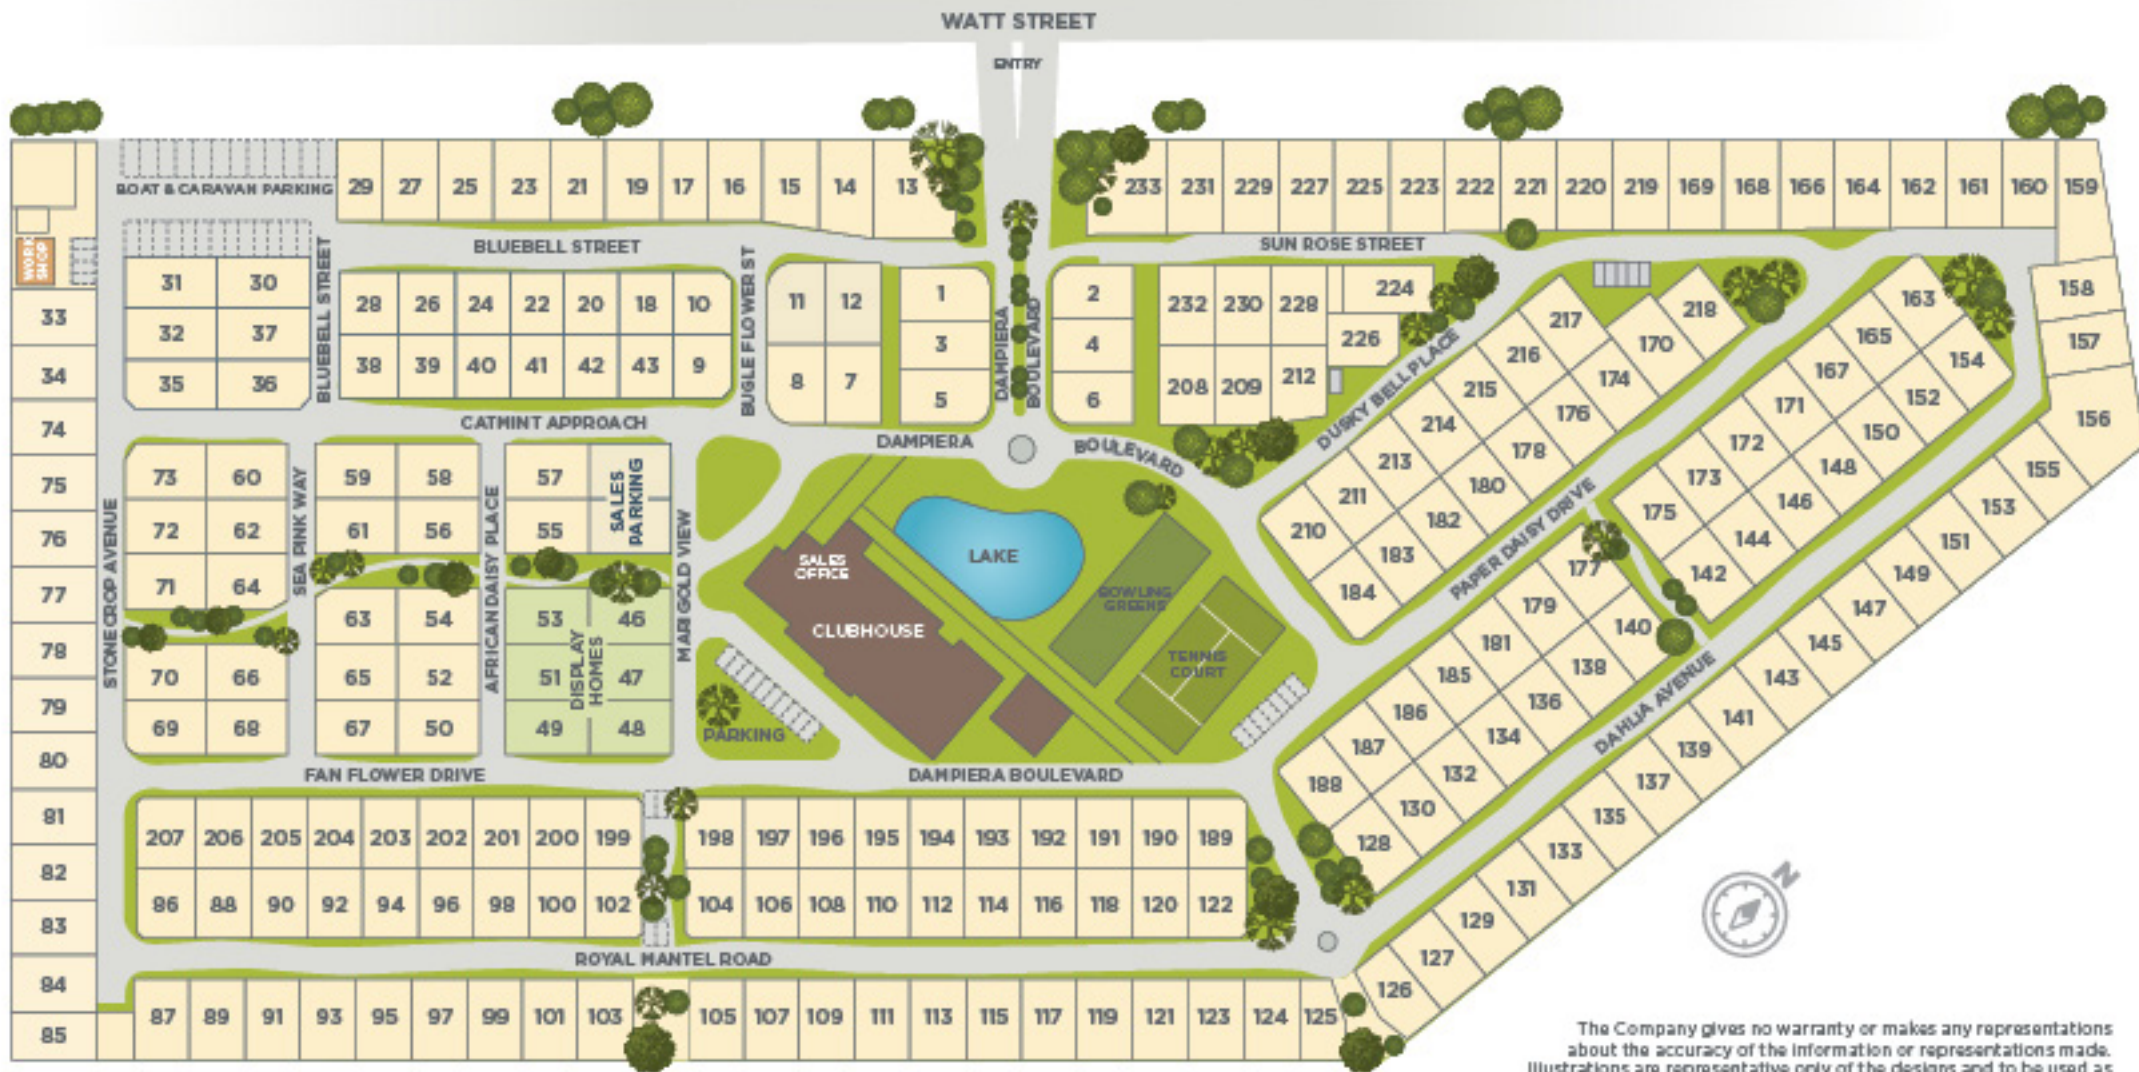 WATT STREET
ENTRY
BOAT & CARAVAN PARKING
29 27 25 23 21 19 17 16 15 14 13
233 231 229 227 225 223 222 221 220 219 169 168 166 164 162 161 160 159
WORK
SHOP
BLUEBELL STREET
SUN ROSE STREET
31 30
32 37
35 36
BLUEBELL STREET
28 26 24 22 20 18 10
38 39 40 41 42 43 9
BUGLE FLOWER ST
11 12
8 7
1
3
5
DAMPIERA
BOULEVARD
2
4
6
232 230 228
208 209 212
224
226
DUSKY BELL PLACE
217 216 215 214 213 211 210
218 170 174 176 178 180 182 183 184
163 165 167 171 172 173 175
154 152 150 148 146 144 142
158
157
156
155 153 151 149 147 145 143 141 139 137 135 133 131 129 127 126
33
34
74
75
76
77
78
79
80
81
82
83
84
85
CATMINT APPROACH
DAMPIERA
BOULEVARD
STONECROP AVENUE
73 60
72 62
71 64
70 66
69 68
SEA PINK WAY
59 58
61 56
63 54
65 52
67 50
AFRICAN DAISY PLACE
57
55
SALES
PARKING
53 46
51 47
49 48
DISPLAY
HOMES
MARIGOLD VIEW
SALES
OFFICE
CLUBHOUSE
LAKE
BOWLING
GREENS
TENNIS
COURT
PARKING
PAPER DAISY DRIVE
177 179 181 185 186 187 188
140 138 136 134 132 130 128
DAHLIA AVENUE
FAN FLOWER DRIVE
DAMPIERA BOULEVARD
207 206 205 204 203 202 201 200 199
198 197 196 195 194 193 192 191 190 189
86 88 90 92 94 96 98 100 102
104 106 108 110 112 114 116 118 120 122
ROYAL MANTEL ROAD
87 89 91 93 95 97 99 101 103
105 107 109 111 113 115 117 119 121 123 124 125
N
The Company gives no warranty or makes any representations
about the accuracy of the information or representations made.
Illustrations are representative only of the designs and to be used as